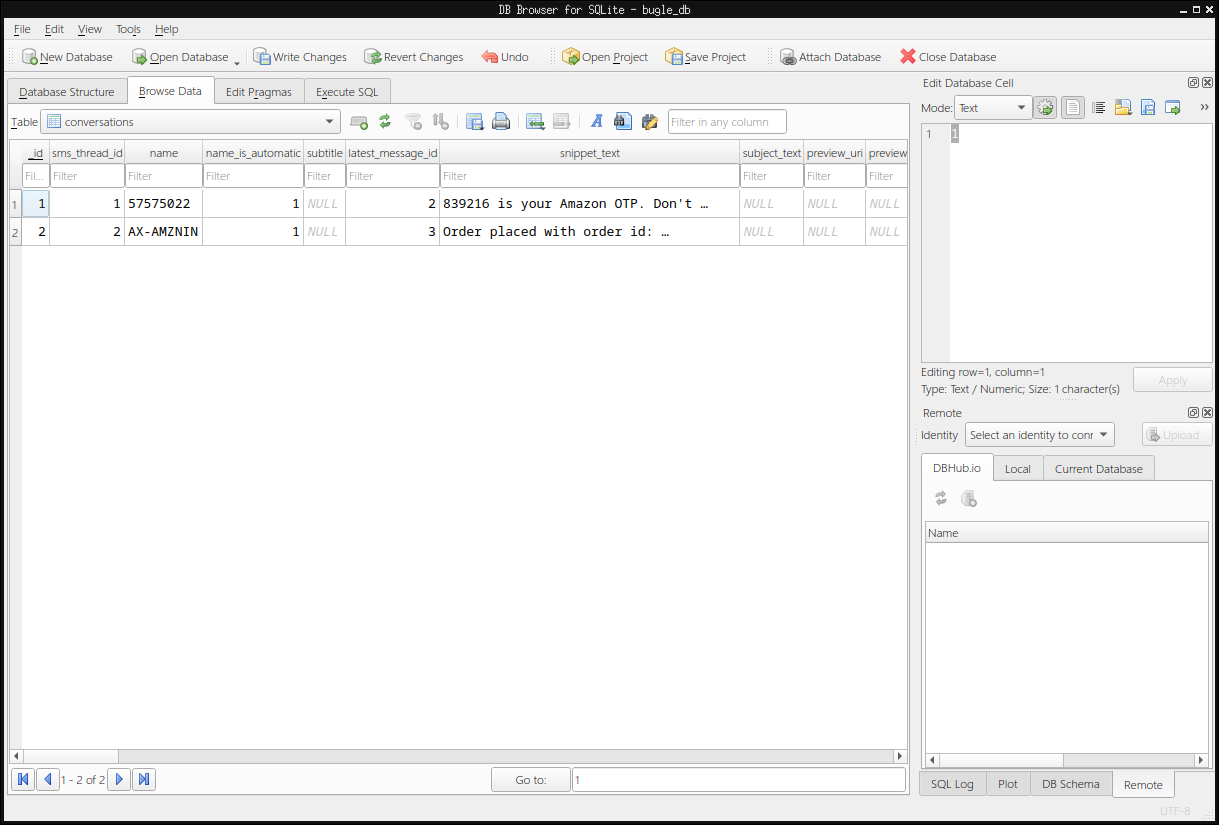 DB Browser for SQLite - bugle_db
File Edit View Tools Help
New Database Open Database Write Changes Revert Changes Undo Open Project Save Project Attach Database Close Database
Database Structure Browse Data Edit Pragmas Execute SQL
Table conversations Filter in any column
_id sms_thread_id name name_is_automatic subtitle latest_message_id snippet_text subject_text preview_uri preview
Fil... Filter Filter Filter Filter Filter Filter Filter Filter Filter
1 1 1 57575022 1 NULL 2 839216 is your Amazon OTP. Don't … NULL NULL NULL
2 2 2 AX-AMZNIN 1 NULL 3 Order placed with order id: … NULL NULL NULL
1 - 2 of 2 Go to: 1
Edit Database Cell
Mode: Text »
1 1
Editing row=1, column=1
Type: Text / Numeric; Size: 1 character(s)
Apply
Remote
Identity Select an identity to conr Upload
DBHub.io Local Current Database
Name
SQL Log Plot DB Schema Remote
UTF-8